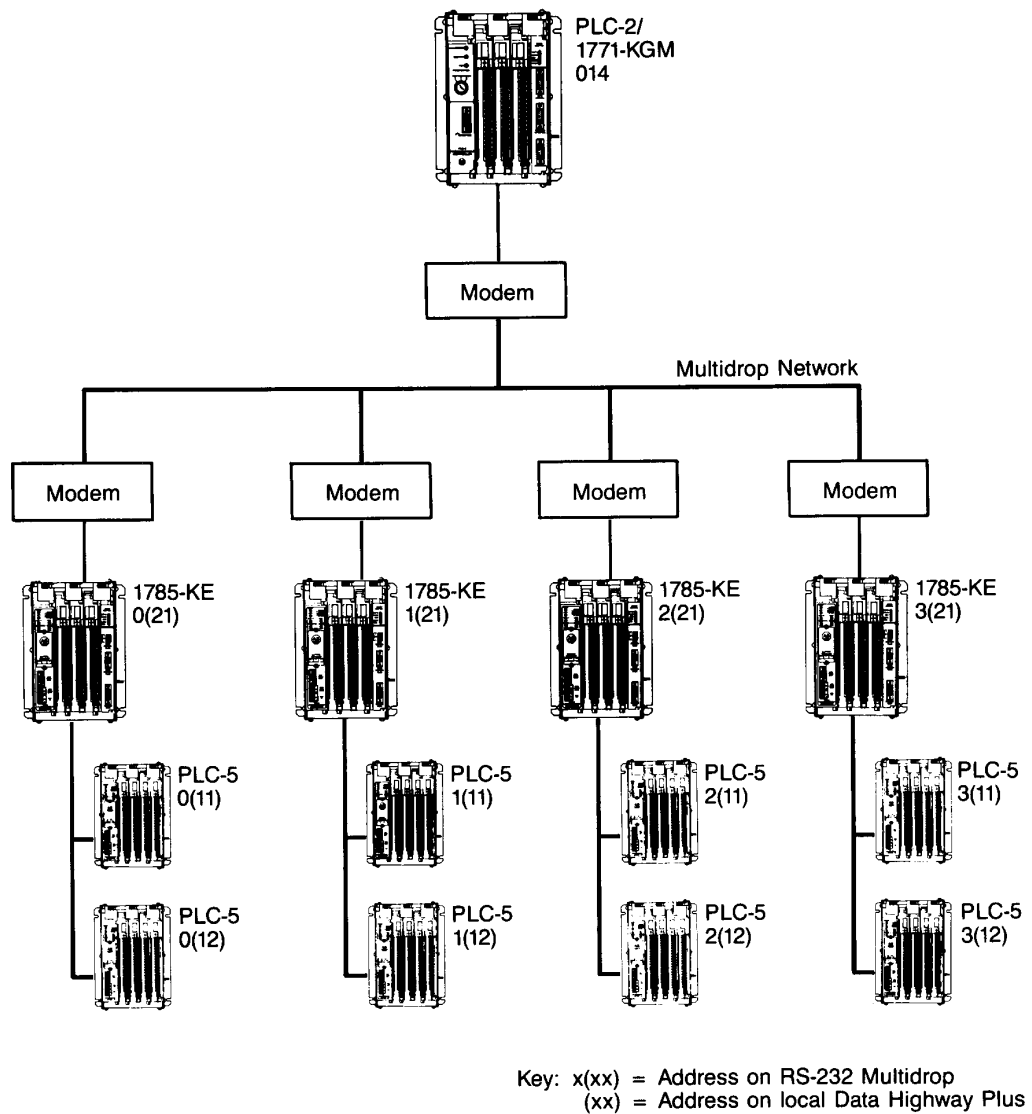 PLC-2/
1771-KGM
014
Modem
Multidrop Network
Modem
Modem
Modem
Modem
1785-KE
0(21)
1785-KE
1(21)
1785-KE
2(21)
1785-KE
3(21)
PLC-5
0(11)
PLC-5
1(11)
PLC-5
2(11)
PLC-5
3(11)
PLC-5
0(12)
PLC-5
1(12)
PLC-5
2(12)
PLC-5
3(12)
Key: x(xx) = Address on RS-232 Multidrop
(xx) = Address on local Data Highway Plus